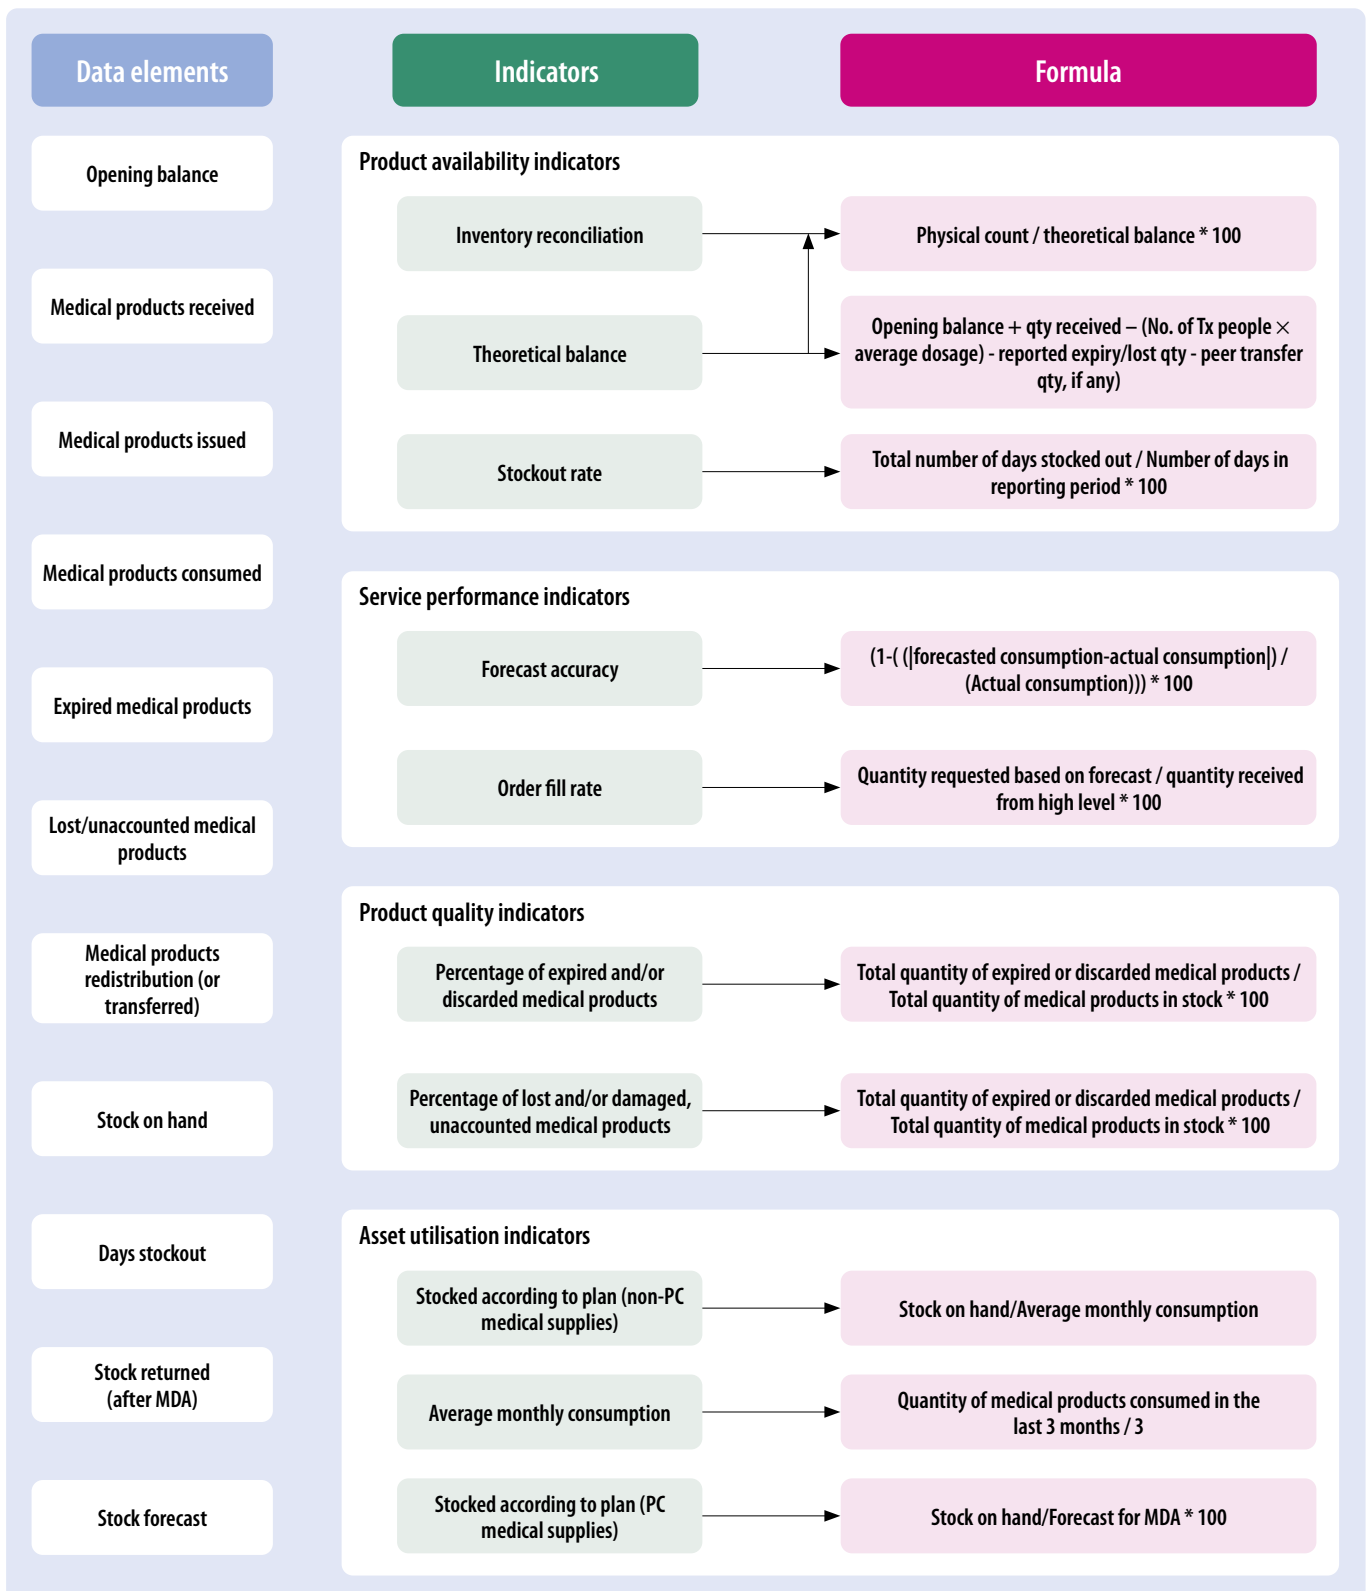 Data elements
Indicators
Formula
Opening balance
Medical products received
Medical products issued
Medical products consumed
Expired medical products
Lost/unaccounted medical
products
Medical products
redistribution (or
transferred)
Stock on hand
Days stockout
Stock returned
(after MDA)
Stock forecast
Product availability indicators
Inventory reconciliation
Physical count / theoretical balance * 100
Theoretical balance
Opening balance + qty received – (No. of Tx people ×
average dosage) - reported expiry/lost qty - peer transfer
qty, if any)
Stockout rate
Total number of days stocked out / Number of days in
reporting period * 100
Service performance indicators
Forecast accuracy
(1-( (|forecasted consumption-actual consumption|) /
(Actual consumption))) * 100
Order fill rate
Quantity requested based on forecast / quantity received
from high level * 100
Product quality indicators
Percentage of expired and/or
discarded medical products
Total quantity of expired or discarded medical products /
Total quantity of medical products in stock * 100
Percentage of lost and/or damaged,
unaccounted medical products
Total quantity of expired or discarded medical products /
Total quantity of medical products in stock * 100
Asset utilisation indicators
Stocked according to plan (non-PC
medical supplies)
Stock on hand/Average monthly consumption
Average monthly consumption
Quantity of medical products consumed in the
last 3 months / 3
Stocked according to plan (PC
medical supplies)
Stock on hand/Forecast for MDA * 100